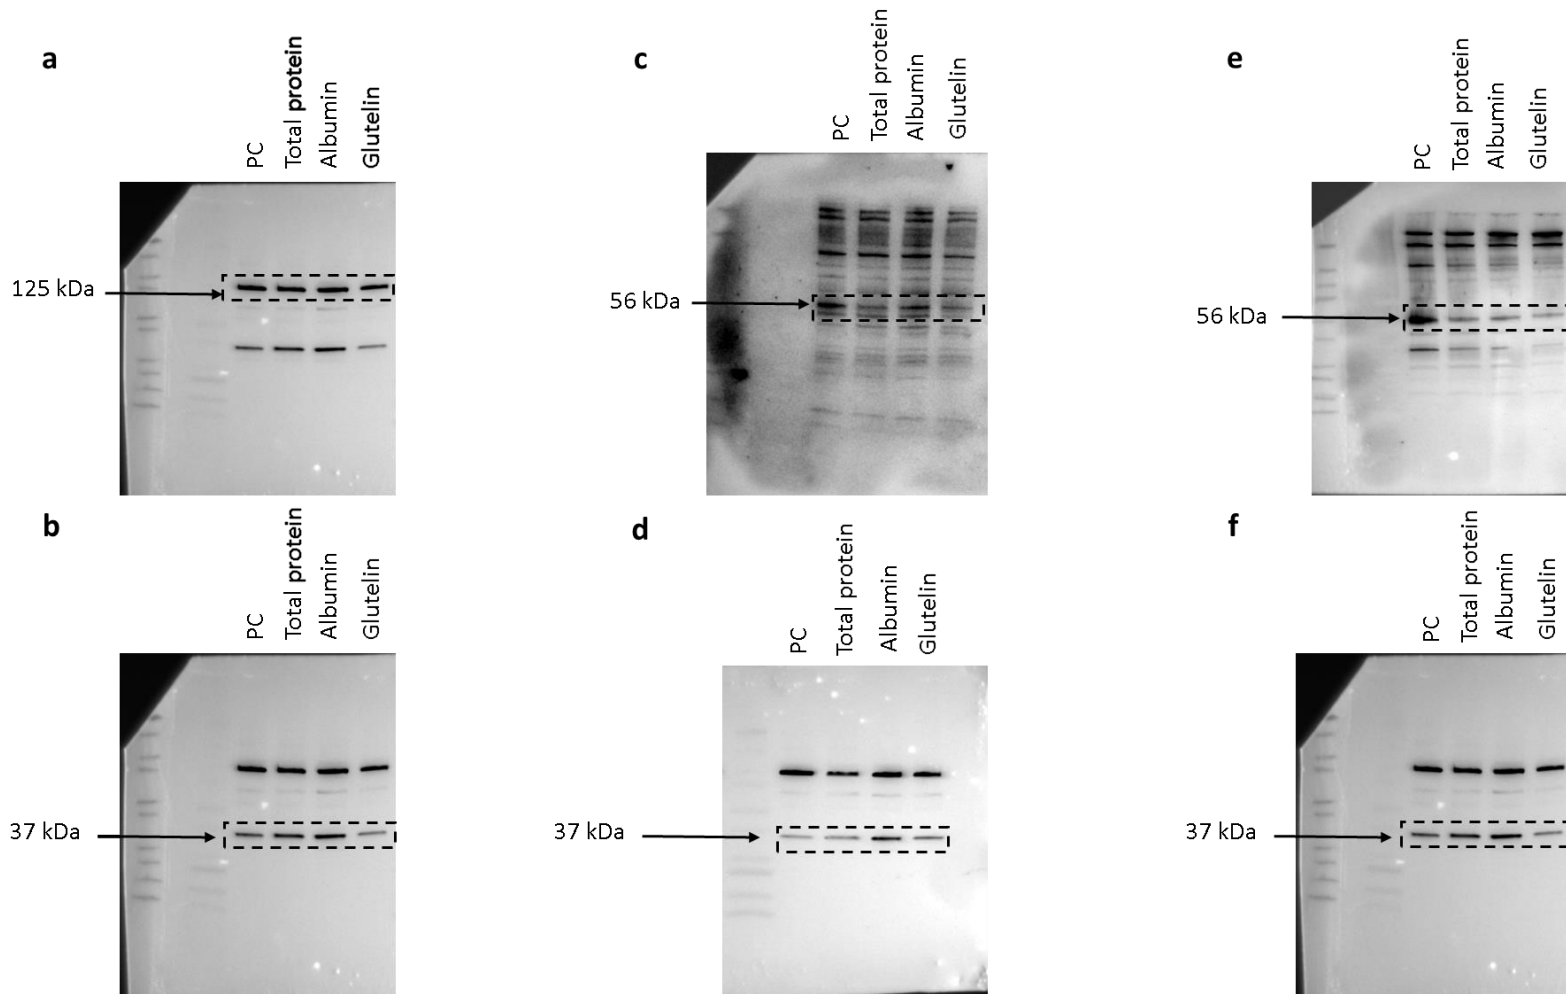 a
PC
Total protein
Albumin
Glutelin
125 kDa
c
PC
Total protein
Albumin
Glutelin
56 kDa
e
PC
Total protein
Albumin
Glutelin
56 kDa
b
PC
Total protein
Albumin
Glutelin
37 kDa
d
PC
Total protein
Albumin
Glutelin
37 kDa
f
PC
Total protein
Albumin
Glutelin
37 kDa